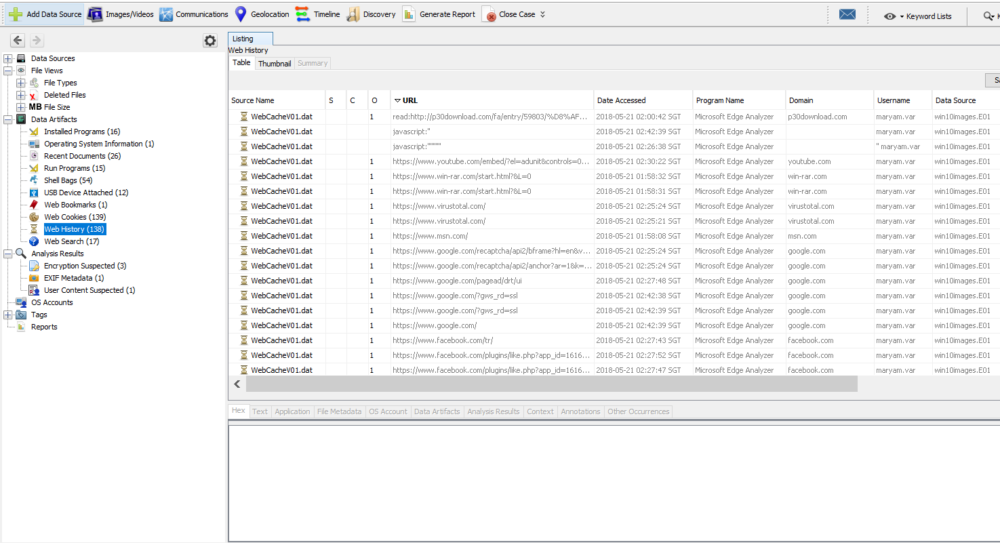 Add Data Source Images/Videos Communications Geolocation Timeline Discovery Generate Report Close Case Keyword Lists
Data Sources
File Views
File Types
Deleted Files
MB File Size
Data Artifacts
Installed Programs (16)
Operating System Information (1)
Recent Documents (26)
Run Programs (15)
Shell Bags (54)
USB Device Attached (12)
Web Bookmarks (1)
Web Cookies (139)
Web History (138)
Web Search (17)
Analysis Results
Encryption Suspected (3)
EXIF Metadata (1)
User Content Suspected (1)
OS Accounts
Tags
Reports
Listing
Web History
Table Thumbnail Summary
Source Name S C O URL Date Accessed Program Name Domain Username Data Source
WebCacheV01.dat 1 read:http://p30download.com/fa/entry/59803/%D8%AF... 2018-05-21 02:00:42 SGT Microsoft Edge Analyzer p30download.com maryam.var win10images.E01
WebCacheV01.dat javascript:" 2018-05-21 02:42:39 SGT Microsoft Edge Analyzer maryam.var win10images.E01
WebCacheV01.dat javascript:""""" 2018-05-21 02:26:38 SGT Microsoft Edge Analyzer " maryam.var win10images.E01
WebCacheV01.dat 1 https://www.youtube.com/embed/?el=adunit&controls=0... 2018-05-21 02:30:22 SGT Microsoft Edge Analyzer youtube.com maryam.var win10images.E01
WebCacheV01.dat 1 https://www.win-rar.com/start.html?&L=0 2018-05-21 01:58:32 SGT Microsoft Edge Analyzer win-rar.com maryam.var win10images.E01
WebCacheV01.dat 1 https://www.win-rar.com/start.html?&L=0 2018-05-21 01:58:31 SGT Microsoft Edge Analyzer win-rar.com maryam.var win10images.E01
WebCacheV01.dat 1 https://www.virustotal.com/ 2018-05-21 02:25:24 SGT Microsoft Edge Analyzer virustotal.com maryam.var win10images.E01
WebCacheV01.dat 1 https://www.virustotal.com/ 2018-05-21 02:25:21 SGT Microsoft Edge Analyzer virustotal.com maryam.var win10images.E01
WebCacheV01.dat 1 https://www.msn.com/ 2018-05-21 01:58:08 SGT Microsoft Edge Analyzer msn.com maryam.var win10images.E01
WebCacheV01.dat 1 https://www.google.com/recaptcha/api2/bframe?hl=en&v... 2018-05-21 02:25:24 SGT Microsoft Edge Analyzer google.com maryam.var win10images.E01
WebCacheV01.dat 1 https://www.google.com/recaptcha/api2/anchor?ar=1&k=... 2018-05-21 02:25:24 SGT Microsoft Edge Analyzer google.com maryam.var win10images.E01
WebCacheV01.dat 1 https://www.google.com/pagead/drt/ui 2018-05-21 02:27:48 SGT Microsoft Edge Analyzer google.com maryam.var win10images.E01
WebCacheV01.dat 1 https://www.google.com/?gws_rd=ssl 2018-05-21 02:42:38 SGT Microsoft Edge Analyzer google.com maryam.var win10images.E01
WebCacheV01.dat 1 https://www.google.com/?gws_rd=ssl 2018-05-21 02:42:39 SGT Microsoft Edge Analyzer google.com maryam.var win10images.E01
WebCacheV01.dat 1 https://www.google.com/ 2018-05-21 02:42:39 SGT Microsoft Edge Analyzer google.com maryam.var win10images.E01
WebCacheV01.dat 1 https://www.facebook.com/tr/ 2018-05-21 02:27:43 SGT Microsoft Edge Analyzer facebook.com maryam.var win10images.E01
WebCacheV01.dat 1 https://www.facebook.com/plugins/like.php?app_id=1616... 2018-05-21 02:27:52 SGT Microsoft Edge Analyzer facebook.com maryam.var win10images.E01
WebCacheV01.dat 1 https://www.facebook.com/plugins/like.php?app_id=1616... 2018-05-21 02:27:47 SGT Microsoft Edge Analyzer facebook.com maryam.var win10images.E01
Hex Text Application File Metadata OS Account Data Artifacts Analysis Results Context Annotations Other Occurrences